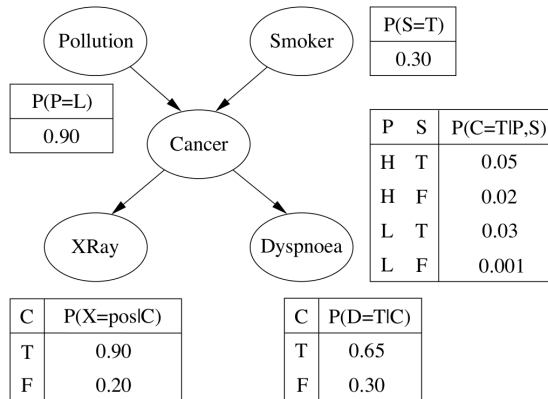 Pollution
Smoker
P(S=T)
0.30
P(P=L)
0.90
Cancer
P S P(C=T|P,S)
H T 0.05
H F 0.02
L T 0.03
L F 0.001
XRay
Dyspnoea
C P(X=pos|C)
T 0.90
F 0.20
C P(D=T|C)
T 0.65
F 0.30